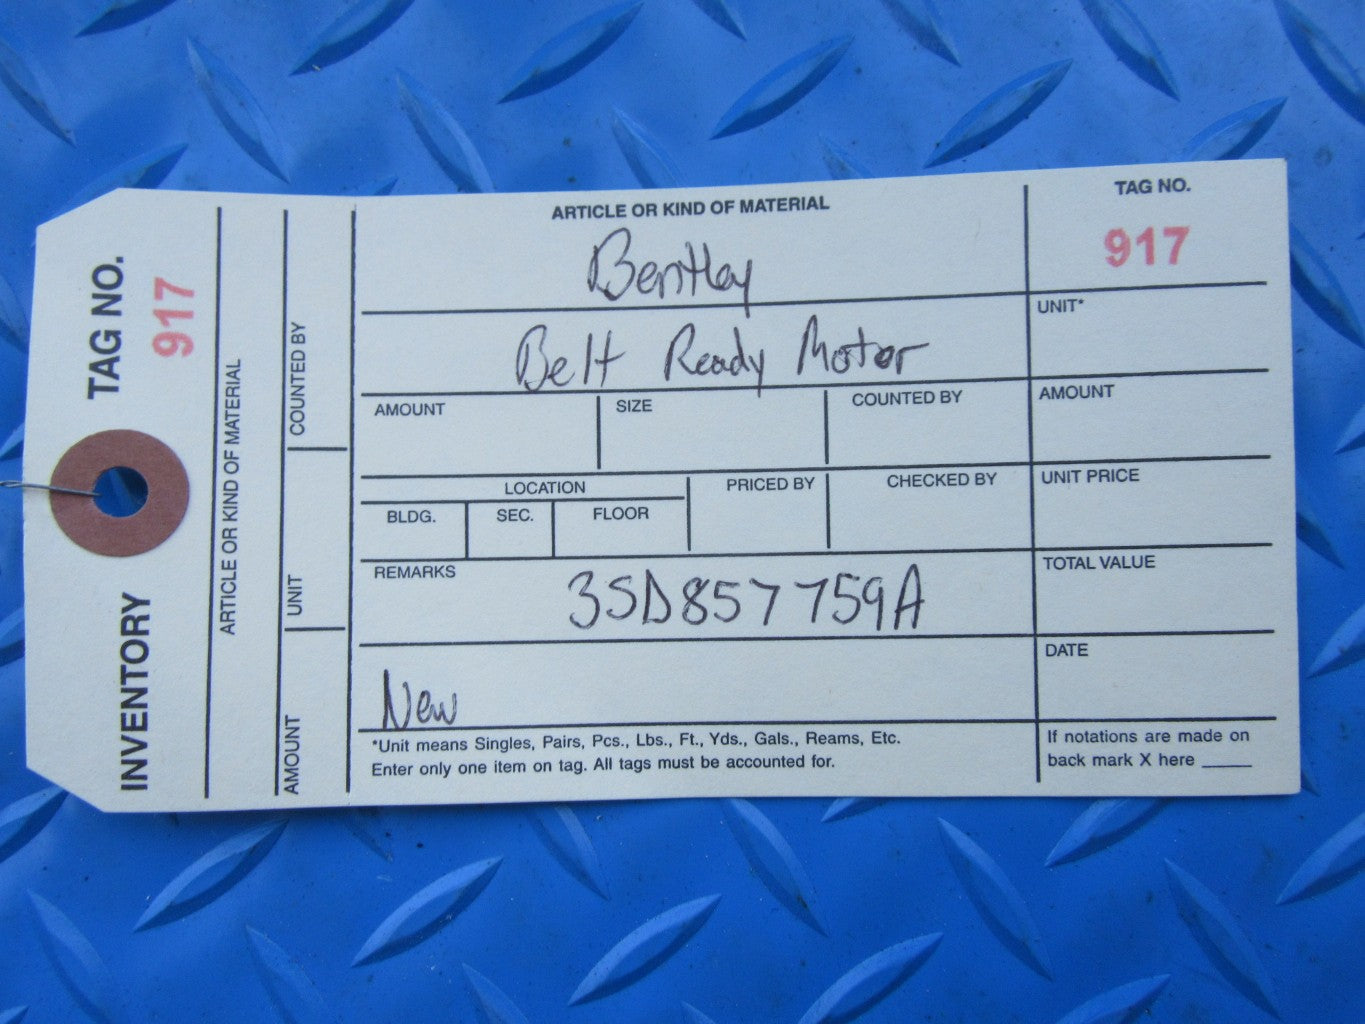 INVENTORY TAG NO.
917
ARTICLE OR KIND OF MATERIAL
COUNTED BY
UNIT
AMOUNT
ARTICLE OR KIND OF MATERIAL
TAG NO.
Bentley
917
Belt Ready Motor
UNIT*
AMOUNT SIZE COUNTED BY
AMOUNT
LOCATION PRICED BY CHECKED BY
UNIT PRICE
BLDG. SEC. FLOOR
REMARKS
3SD857759A
TOTAL VALUE
New
DATE
*Unit means Singles, Pairs, Pcs., Lbs., Ft., Yds., Gals., Reams, Etc.
Enter only one item on tag. All tags must be accounted for.
If notations are made on
back mark X here _____